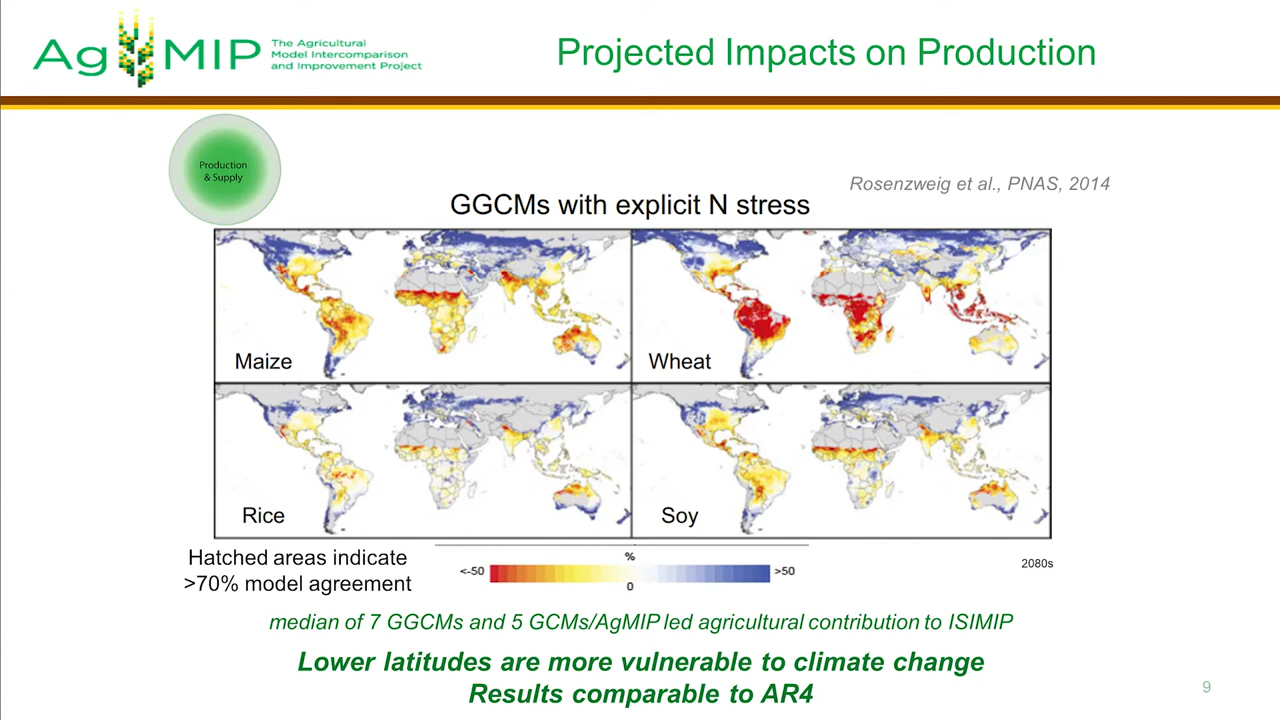 AgMIP
The Agricultural
Model Intercomparison
and Improvement Project
Projected Impacts on Production
Production
& Supply
Rosenzweig et al., PNAS, 2014
GGCMs with explicit N stress
Maize
Wheat
Rice
Soy
Hatched areas indicate
>70% model agreement
%
<-50
>50
0
2080s
median of 7 GGCMs and 5 GCMs/AgMIP led agricultural contribution to ISIMIP
Lower latitudes are more vulnerable to climate change
Results comparable to AR4
9